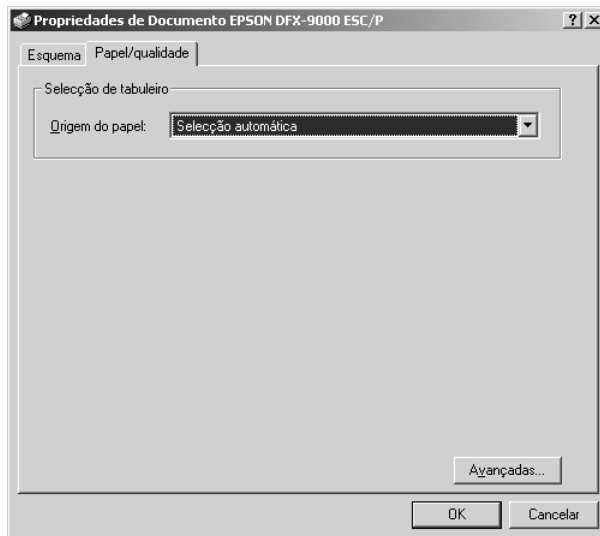 Propriedades de Documento EPSON DFX-9000 ESC/P
Esquema
Papel/qualidade
Selecção de tabuleiro
Origem do papel:
Selecção automática
Avançadas...
OK
Cancelar